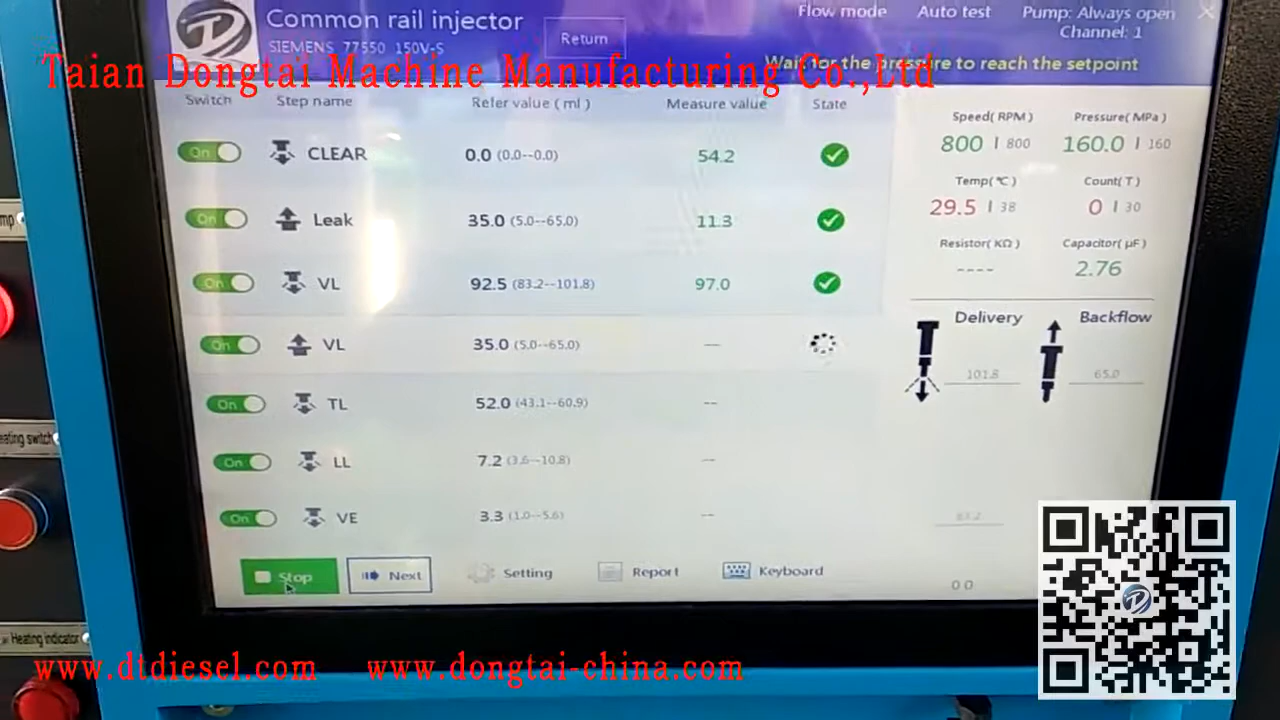 Common rail injector
SIEMENS 77550 150V-S
Return
Flow mode Auto test Pump: Always open
Channel: 1
Wait for the pressure to reach the setpoint
Taian Dongtai Machine Manufacturing Co.,Ltd
Switch Step name Refer value ( ml ) Measure value State
On CLEAR 0.0 (0.0--0.0) 54.2
On Leak 35.0 (5.0--65.0) 11.3
On VL 92.5 (83.2--101.8) 97.0
On VL 35.0 (5.0--65.0) --
On TL 52.0 (43.1--60.9) --
On LL 7.2 (3.6--10.8) --
On VE 3.3 (1.0--5.6) --
Speed( RPM ) Pressure( MPa )
800 | 800 160.0 | 160
Temp( ℃ ) Count( T )
29.5 | 38 0 | 30
Resistor( KΩ ) Capacitor( μF )
---- 2.76
Delivery Backflow
101.8 65.0
83.2
0 0
Stop Next Setting Report Keyboard
eating switch
Heating indicator
www.dtdiesel.com www.dongtai-china.com